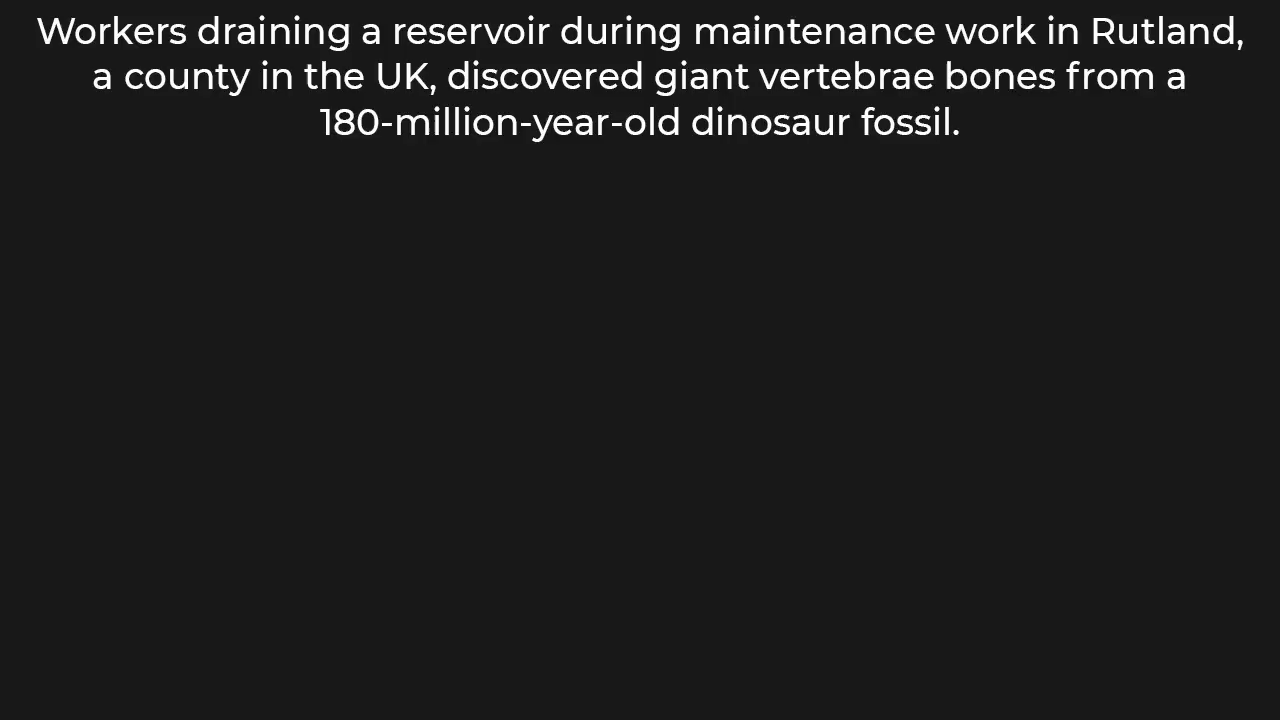 Workers draining a reservoir during maintenance work in Rutland,
a county in the UK, discovered giant vertebrae bones from a
180-million-year-old dinosaur fossil.